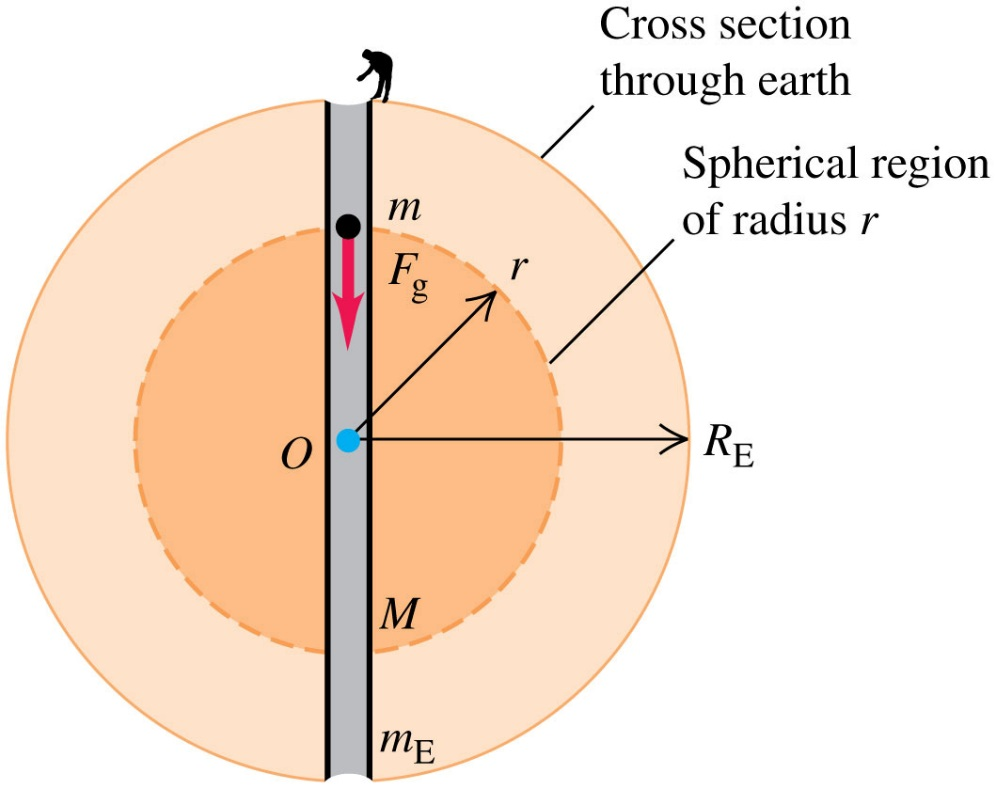 Cross section
through earth
Spherical region
of radius r
m
F_g
r
O
R_E
M
m_E